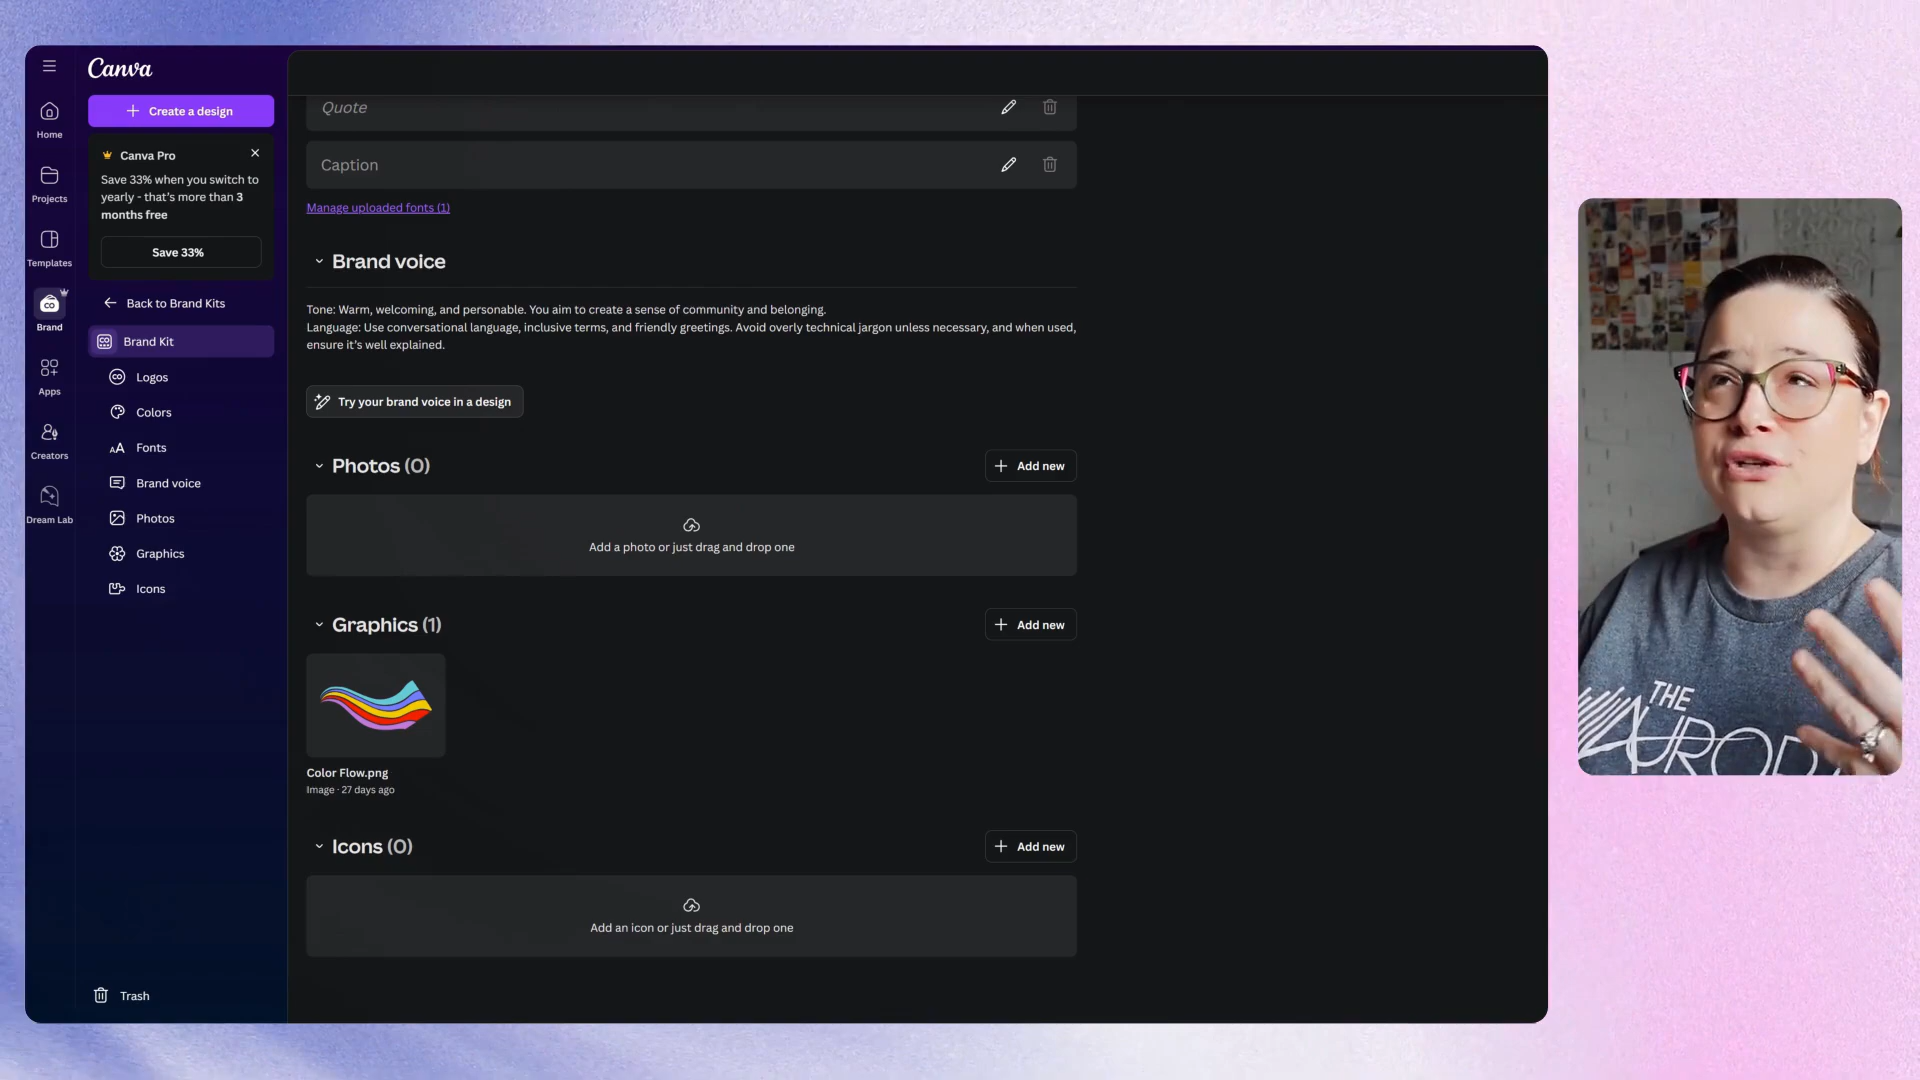 Canva
Create a design
Home
Canva Pro
Save 33% when you switch to
yearly - that's more than 3
months free
Save 33%
Projects
Templates
Back to Brand Kits
Brand
Brand Kit
Logos
Colors
Fonts
Brand voice
Photos
Graphics
Icons
Apps
Creators
Dream Lab
Trash
Quote
Caption
Manage uploaded fonts (1)
Brand voice
Tone: Warm, welcoming, and personable. You aim to create a sense of community and belonging.
Language: Use conversational language, inclusive terms, and friendly greetings. Avoid overly technical jargon unless necessary, and when used,
ensure it's well explained.
Try your brand voice in a design
Photos (0)
Add new
Add a photo or just drag and drop one
Graphics (1)
Add new
Color Flow.png
Image · 27 days ago
Icons (0)
Add new
Add an icon or just drag and drop one
THE